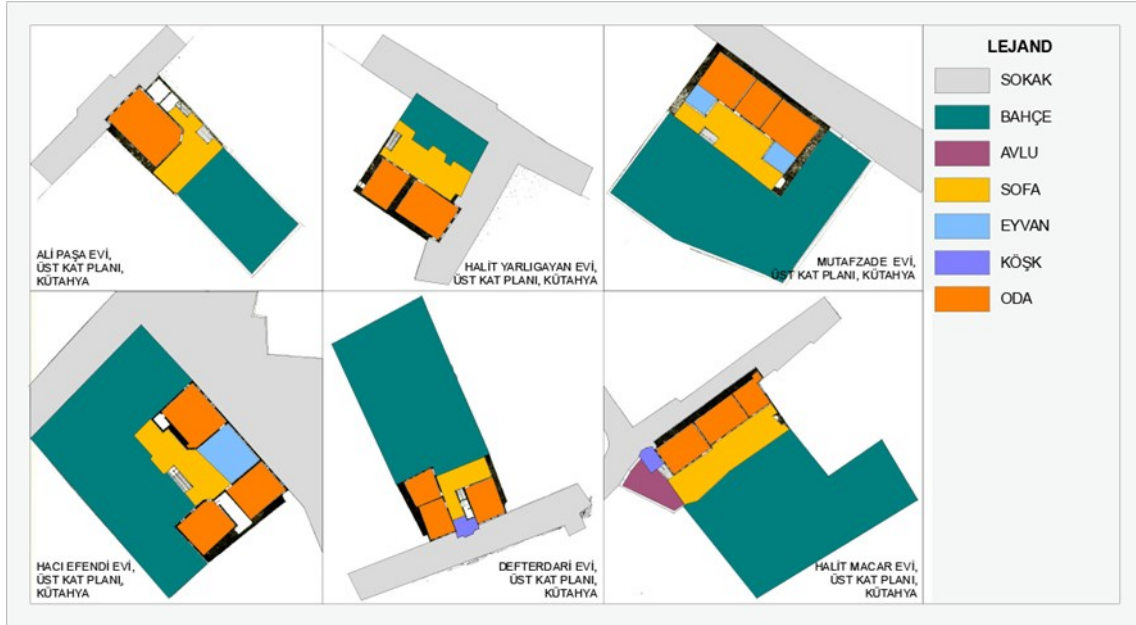 ALİ PAŞA EVİ,
ÜST KAT PLANI,
KÜTAHYA
HALİT YARLIGAYAN EVİ,
ÜST KAT PLANI, KÜTAHYA
MUTAFZADE EVİ,
ÜST KAT PLANI, KÜTAHYA
HACI EFENDİ EVİ,
ÜST KAT PLANI,
KÜTAHYA
DEFTERDARİ EVİ,
ÜST KAT PLANI,
KÜTAHYA
HALİT MACAR EVİ,
ÜST KAT PLANI,
KÜTAHYA
LEJAND
SOKAK
BAHÇE
AVLU
SOFA
EYVAN
KÖŞK
ODA